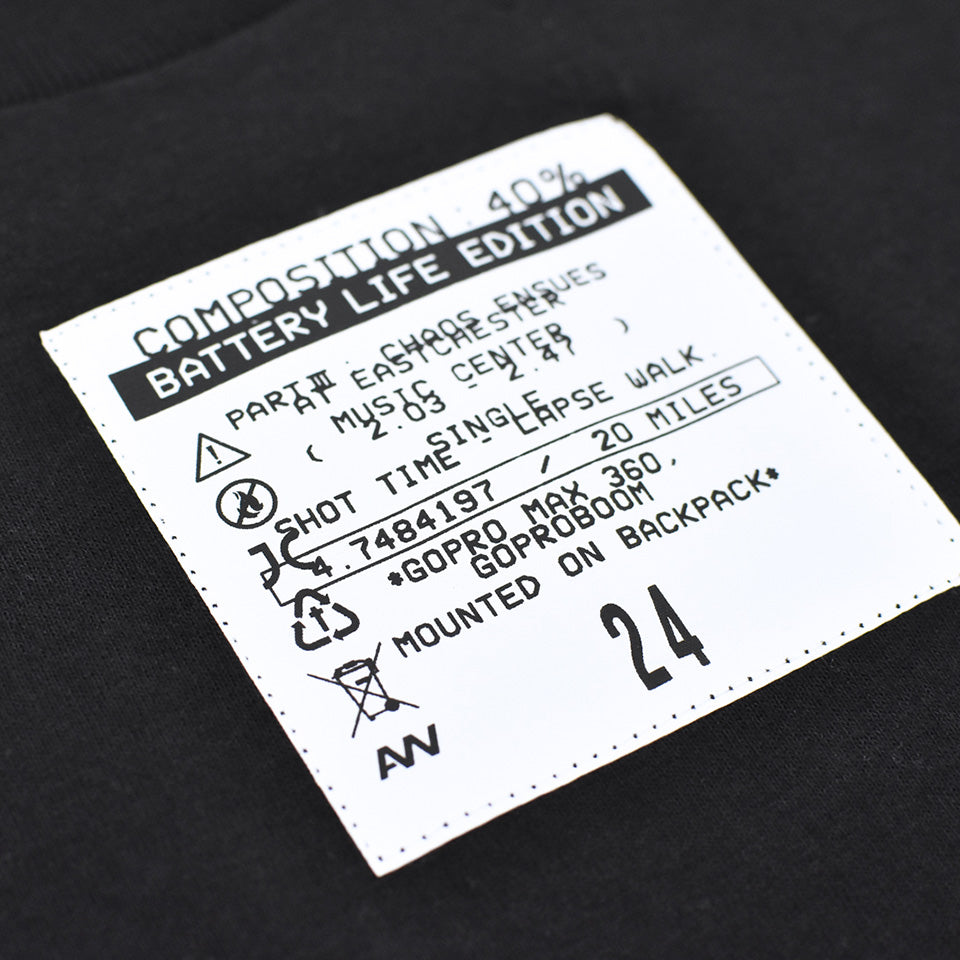 COMPOSITION . 40%
BATTERY LIFE EDITION
PART III . CHAOS ENSUES
AT EASTCHESTER
MUSIC CENTER
( 2.03 - 2.47 )
SINGLE
SHOT TIME - LAPSE WALK.
4.7484197 / 20 MILES
*GOPRO MAX 360,
GOPROBOOM
MOUNTED ON BACKPACK*
24
AW